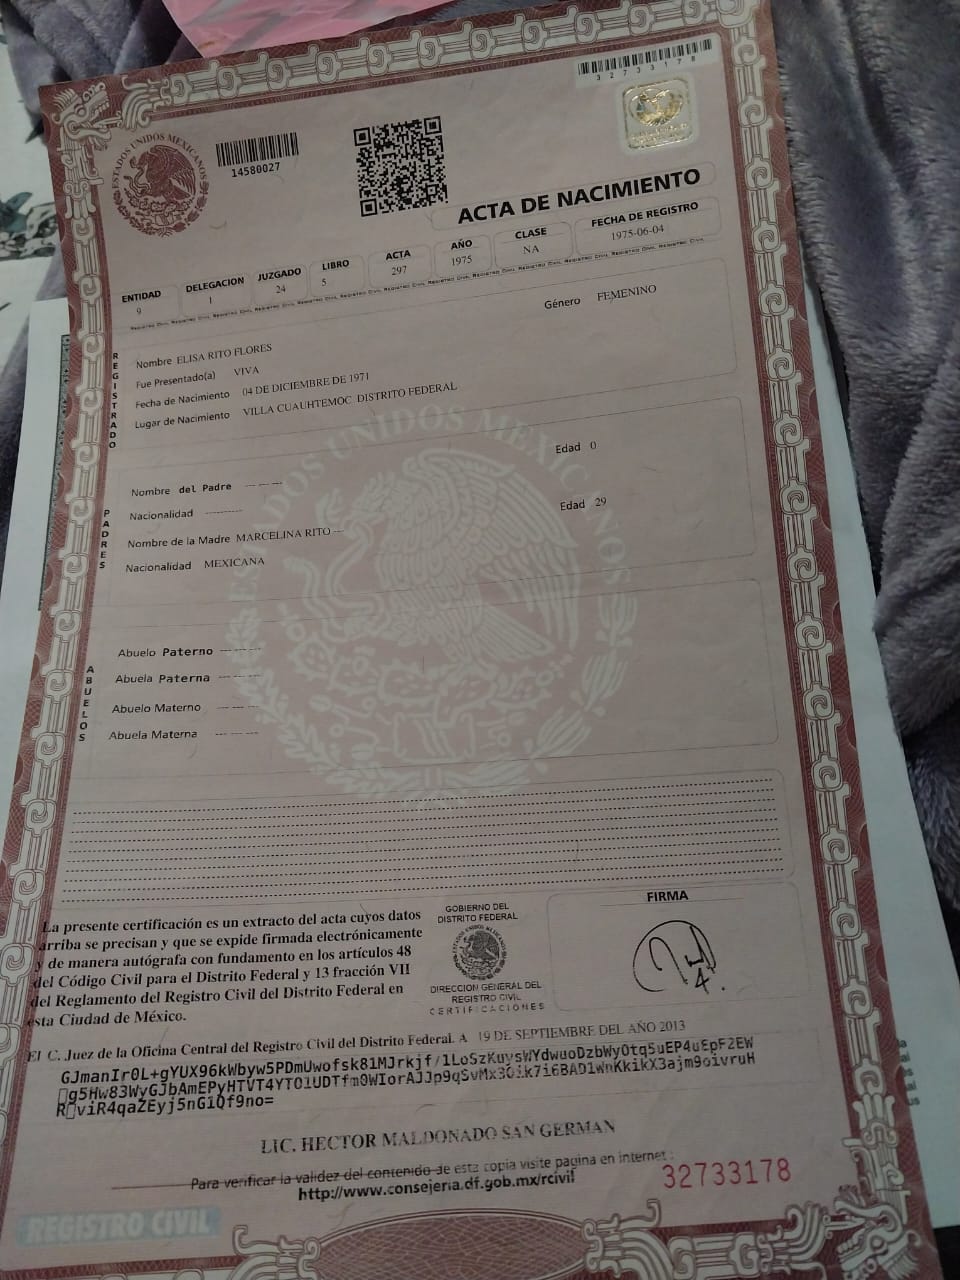 32733178
ESTADOS UNIDOS MEXICANOS
14580027
ACTA DE NACIMIENTO
ENTIDAD DELEGACION JUZGADO LIBRO ACTA AÑO CLASE FECHA DE REGISTRO
9 1 24 5 297 1975 NA 1975-06-04
REGISTRADO
Género FEMENINO
Nombre ELISA RITO FLORES
Fue Presentado(a) VIVA
Fecha de Nacimiento 04 DE DICIEMBRE DE 1971
Lugar de Nacimiento VILLA CUAUHTEMOC DISTRITO FEDERAL
ESTADOS UNIDOS MEXICANOS
PADRES
Edad 0
Nombre del Padre -- -- --
Nacionalidad ----------
Edad 29
Nombre de la Madre MARCELINA RITO ---
Nacionalidad MEXICANA
ABUELOS
Abuelo Paterno -- -- --
Abuela Paterna -- -- --
Abuelo Materno -- -- --
Abuela Materna -- -- --
La presente certificación es un extracto del acta cuyos datos
arriba se precisan y que se expide firmada electrónicamente
y de manera autógrafa con fundamento en los artículos 48
del Código Civil para el Distrito Federal y 13 fracción VII
del Reglamento del Registro Civil del Distrito Federal en
esta Ciudad de México.
GOBIERNO DEL
DISTRITO FEDERAL
DIRECCION GENERAL DEL
REGISTRO CIVIL
CERTIFICACIONES
FIRMA
El C. Juez de la Oficina Central del Registro Civil del Distrito Federal. A 19 DE SEPTIEMBRE DEL AÑO 2013
LIC. HECTOR MALDONADO SAN GERMAN
Para verificar la validez del contenido de esta copia visite pagina en internet :
http://www.consejeria.df.gob.mx/rcivil
32733178
REGISTRO CIVIL